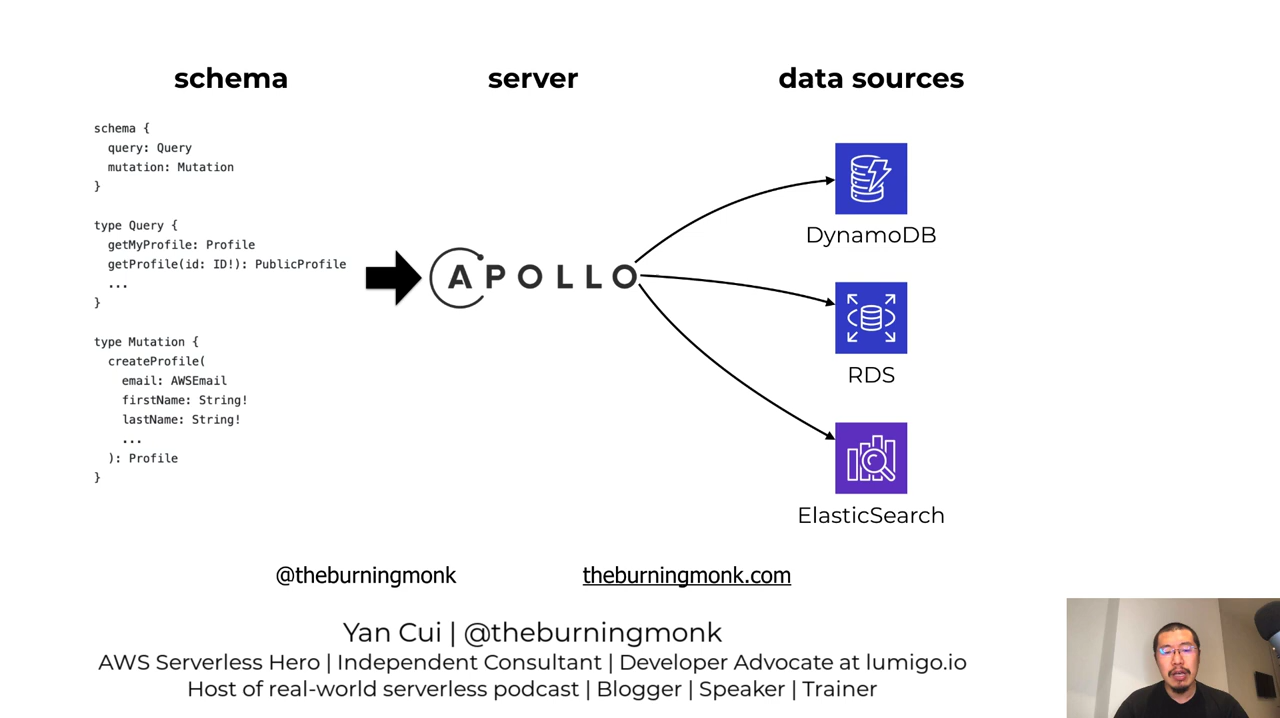 schema
server
data sources
schema {
query: Query
mutation: Mutation
}
type Query {
getMyProfile: Profile
getProfile(id: ID!): PublicProfile
...
}
type Mutation {
createProfile(
email: AWSEmail
firstName: String!
lastName: String!
...
): Profile
}
APOLLO
DynamoDB
RDS
ElasticSearch
@theburningmonk
theburningmonk.com
Yan Cui | @theburningmonk
AWS Serverless Hero | Independent Consultant | Developer Advocate at lumigo.io
Host of real-world serverless podcast | Blogger | Speaker | Trainer